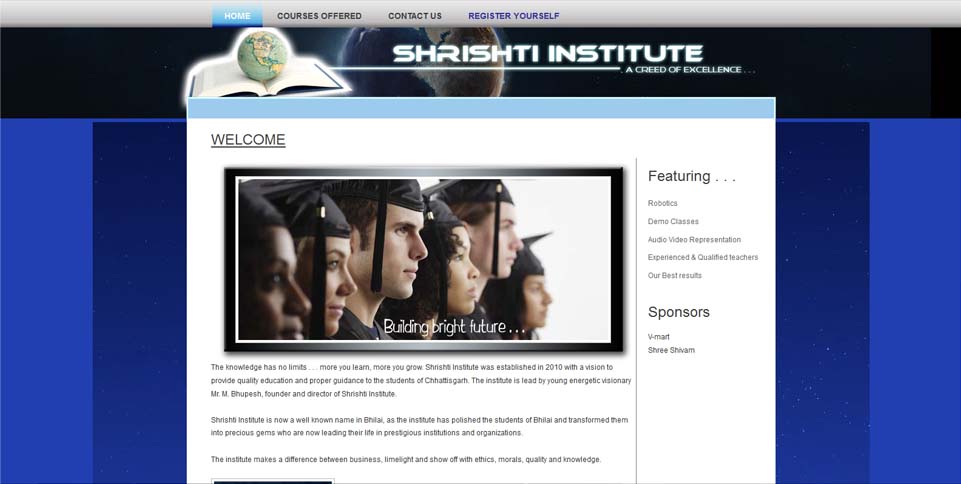 HOME COURSES OFFERED CONTACT US REGISTER YOURSELF
SHRISHTI INSTITUTE
A CREED OF EXCELLENCE . . .
WELCOME
Building bright future . . .
The knowledge has no limits . . . more you learn, more you grow. Shrishti Institute was established in 2010 with a vision to
provide quality education and proper guidance to the students of Chhattisgarh. The institute is lead by young energetic visionary
Mr. M. Bhupesh, founder and director of Shrishti Institute.
Shrishti Institute is now a well known name in Bhilai, as the institute has polished the students of Bhilai and transformed them
into precious gems who are now leading their life in prestigious institutions and organizations.
The institute makes a difference between business, limelight and show off with ethics, morals, quality and knowledge.
Featuring . . .
Robotics
Demo Classes
Audio Video Representation
Experienced & Qualified teachers
Our Best results
Sponsors
V-mart
Shree Shivam